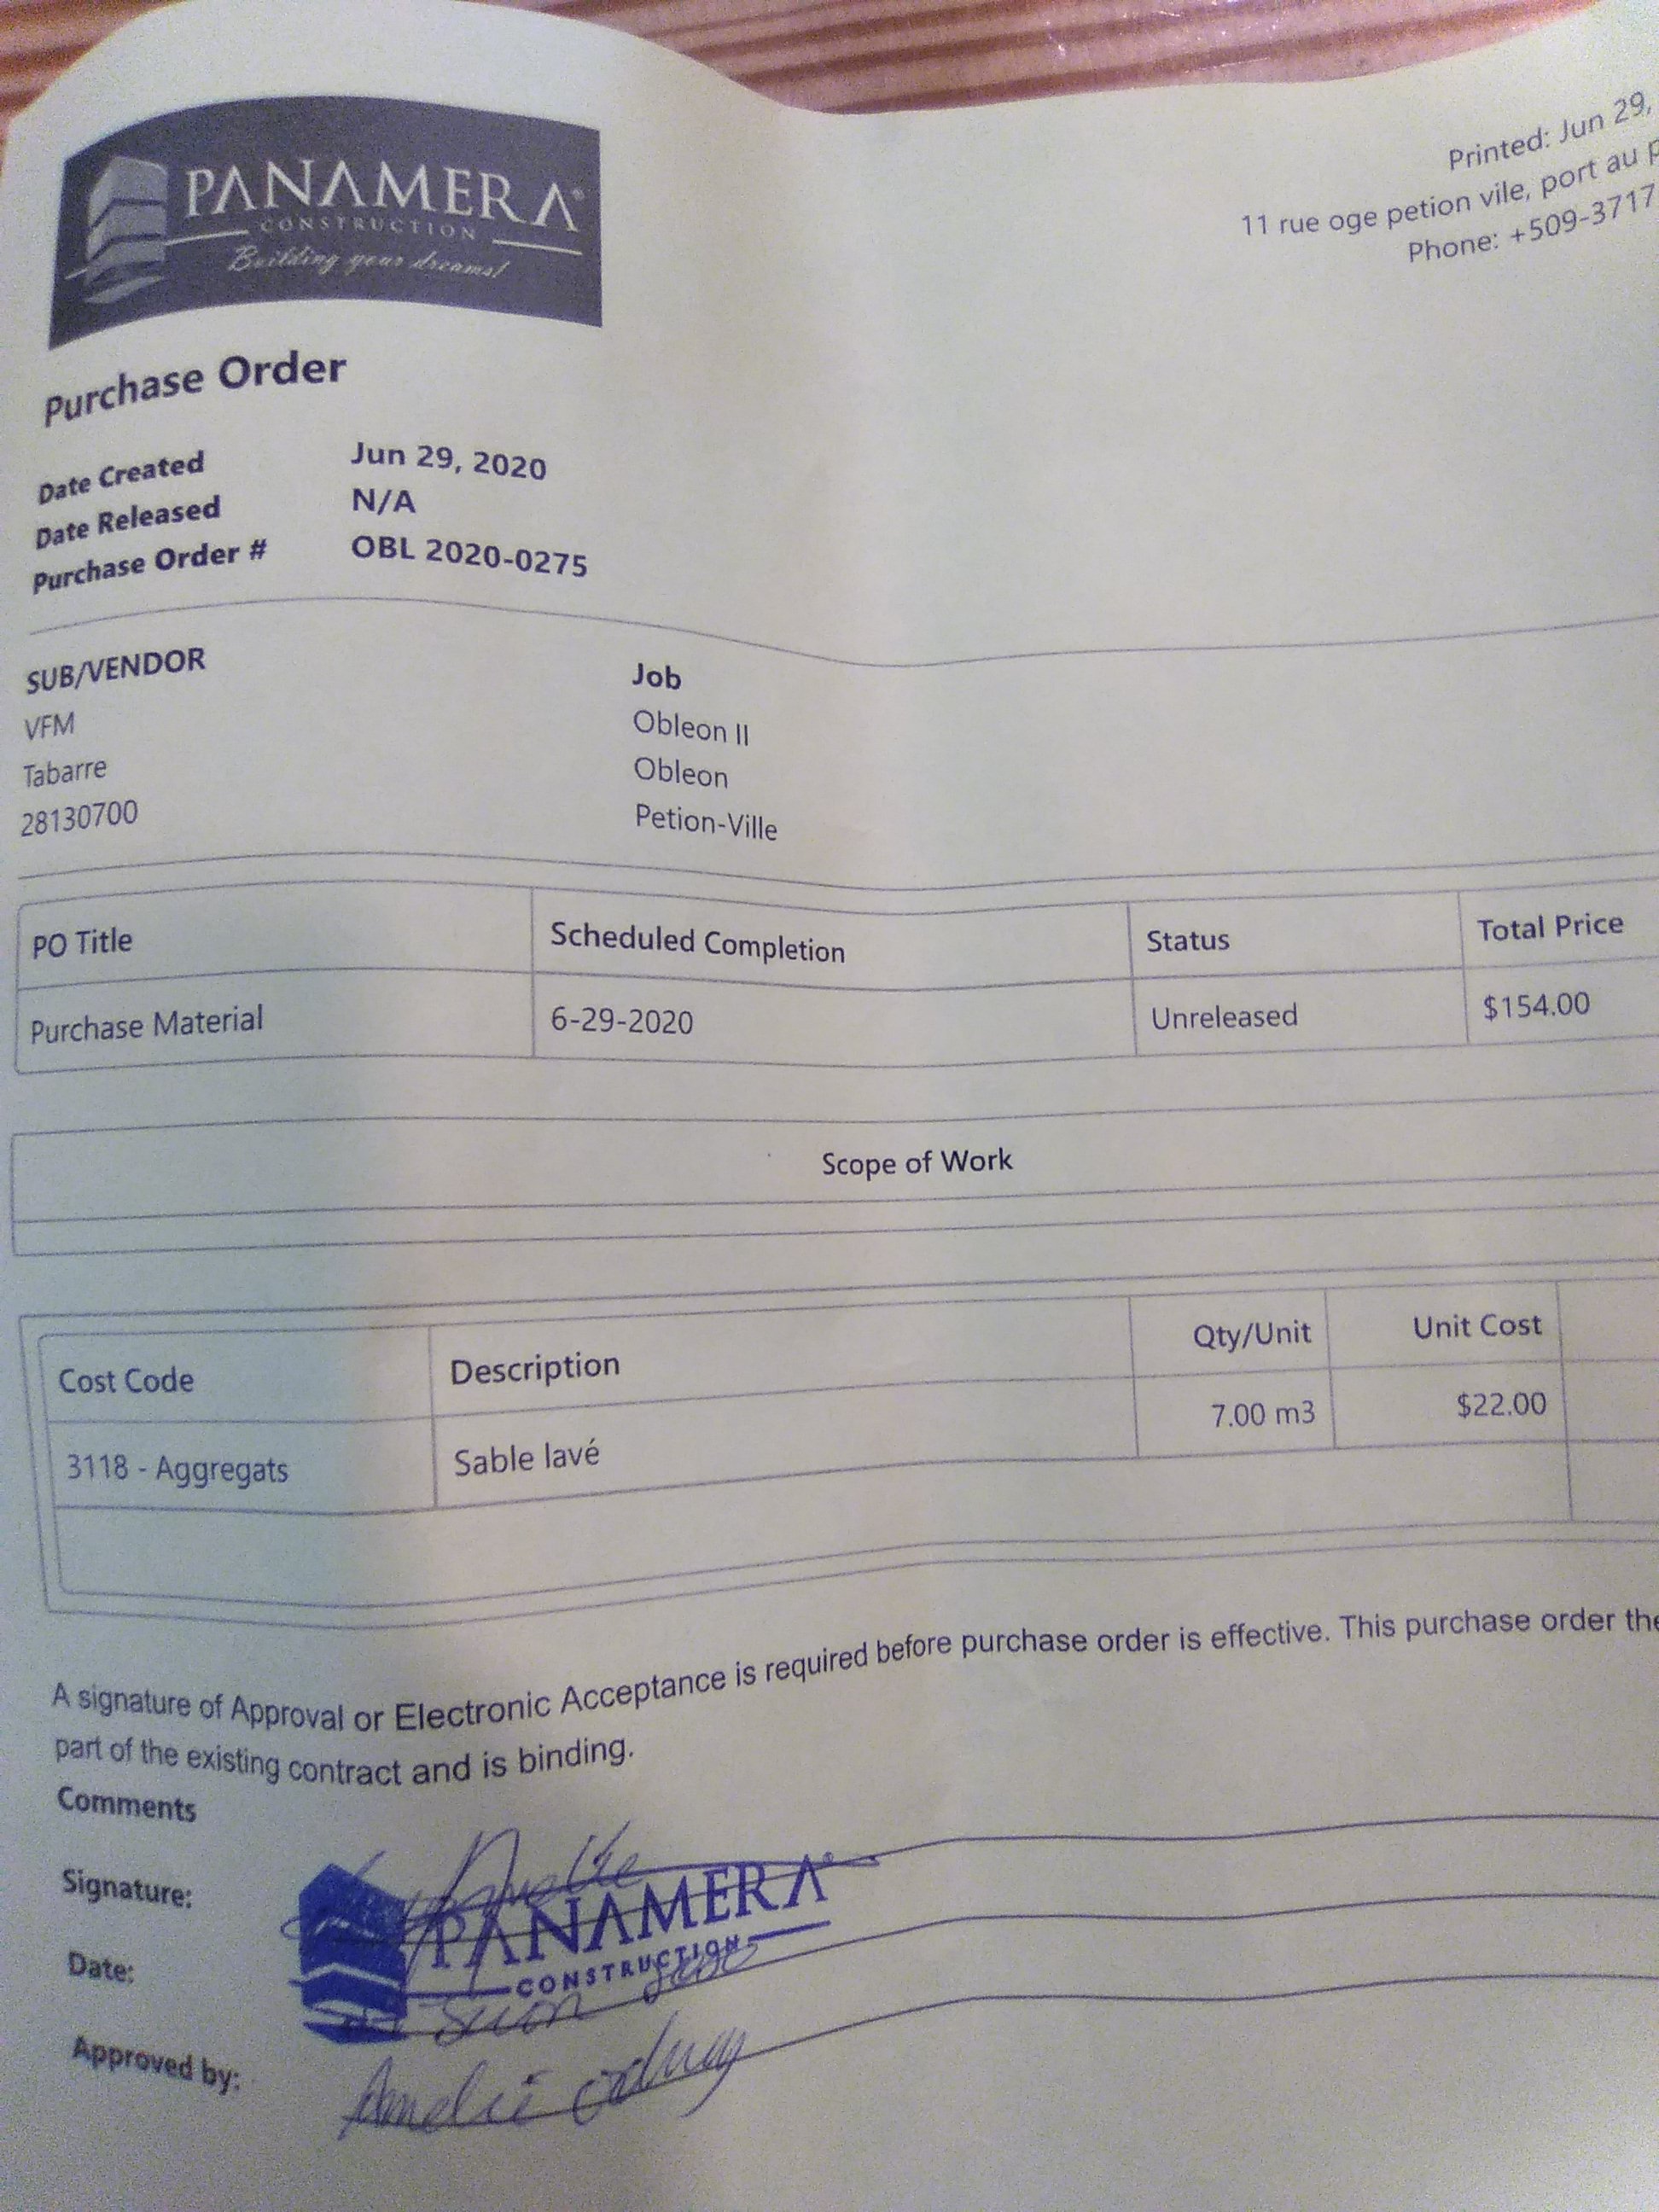 PANAMERA®
CONSTRUCTION
Building your dreams!
Printed: Jun 29,
11 rue oge petion vile, port au p
Phone: +509-3717
Purchase Order
Date Created Jun 29, 2020
Date Released N/A
Purchase Order # OBL 2020-0275
SUB/VENDOR Job
VFM Obleon II
Tabarre Obleon
28130700 Petion-Ville
PO Title Scheduled Completion Status Total Price
Purchase Material 6-29-2020 Unreleased $154.00
Scope of Work
Cost Code Description Qty/Unit Unit Cost
3118 - Aggregats Sable lavé 7.00 m3 $22.00
A signature of Approval or Electronic Acceptance is required before purchase order is effective. This purchase order the
part of the existing contract and is binding.
Comments
Signature:
PANAMERA®
CONSTRUCTION
Date:
Approved by: Amelie